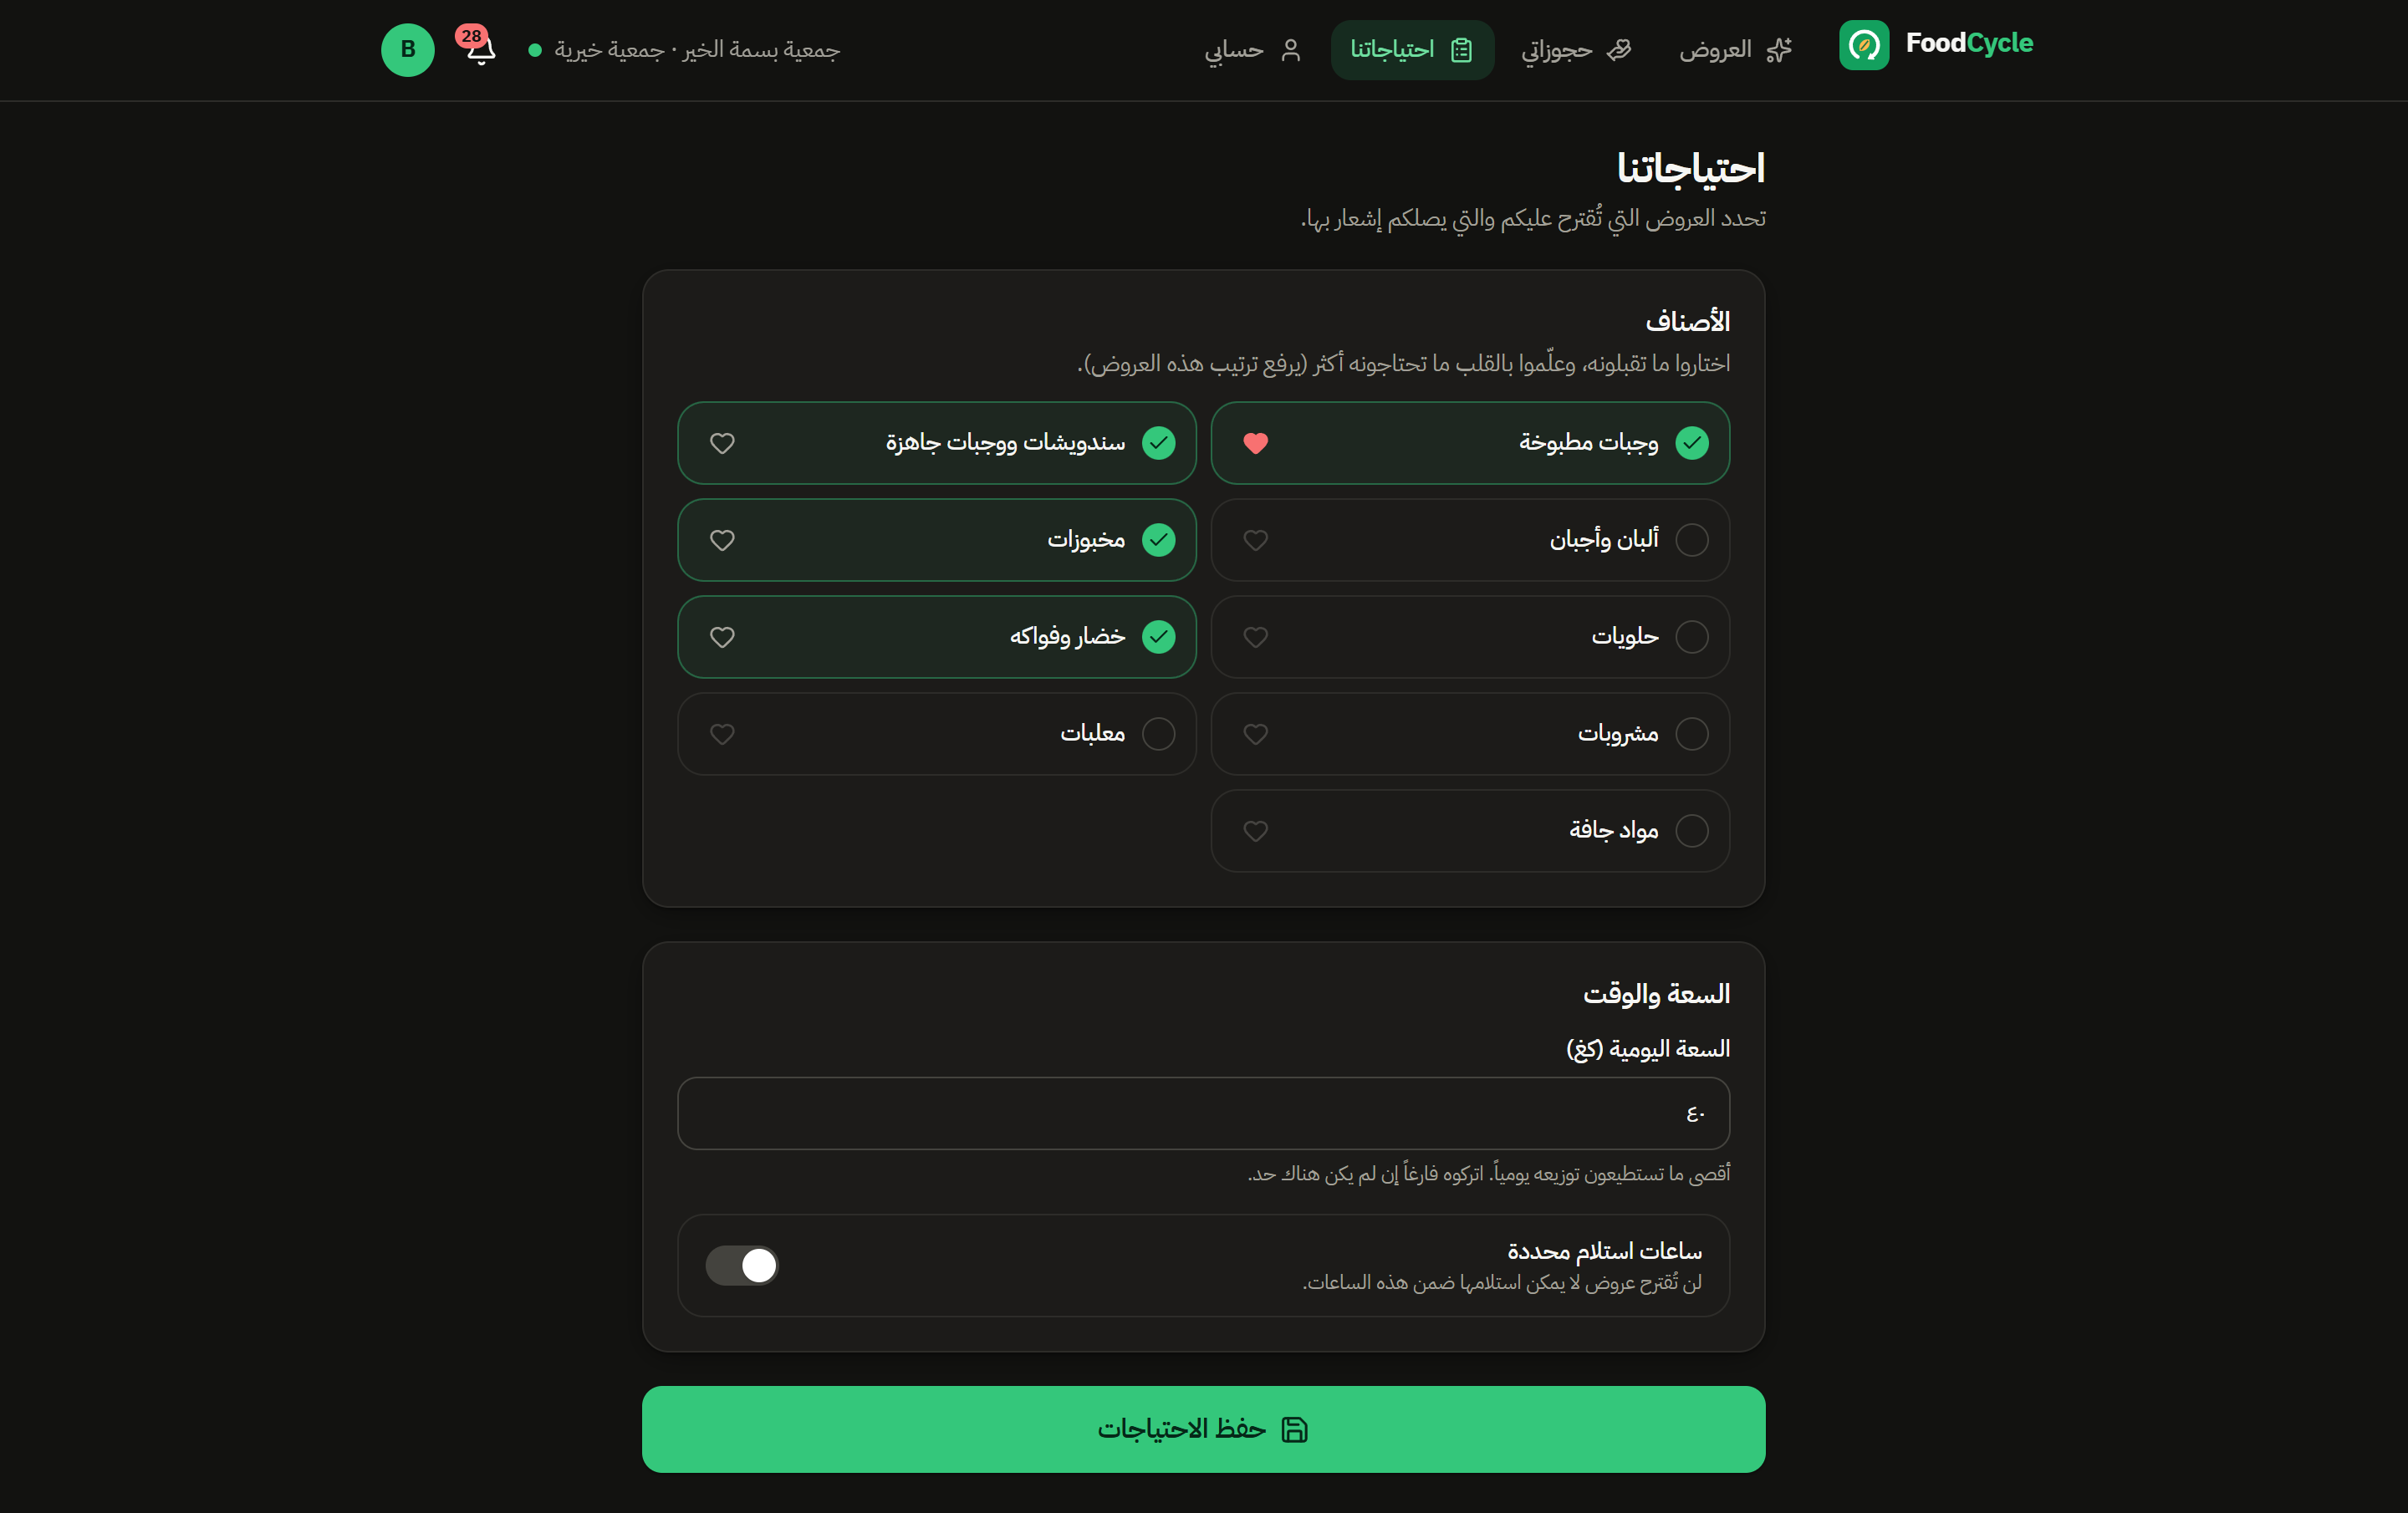 FoodCycle
العروض
حجوزاتي
احتياجاتنا
حسابي
جمعية بسمة الخير · جمعية خيرية
28
B
احتياجاتنا
تحدد العروض التي تُقترح عليكم والتي يصلكم إشعار بها.
الأصناف
اختاروا ما تقبلونه، وعلّموا بالقلب ما تحتاجونه أكثر (يرفع ترتيب هذه العروض).
وجبات مطبوخة
سندويشات ووجبات جاهزة
ألبان وأجبان
مخبوزات
حلويات
خضار وفواكه
مشروبات
معلبات
مواد جافة
السعة والوقت
السعة اليومية (كغ)
٤٠
أقصى ما تستطيعون توزيعه يومياً. اتركوه فارغاً إن لم يكن هناك حد.
ساعات استلام محددة
لن تُقترح عروض لا يمكن استلامها ضمن هذه الساعات.
حفظ الاحتياجات